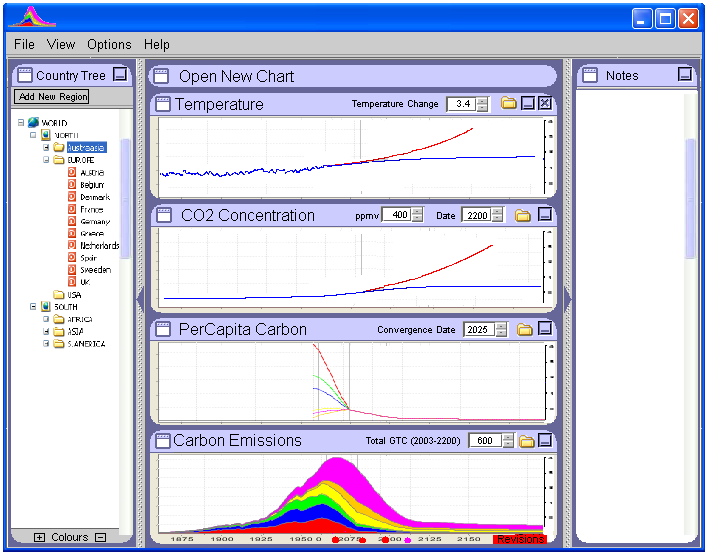 File View Options Help
Country Tree
Add New Region
WORLD
NORTH
Australasia
EUROPE
Austria
Belgium
Denmark
France
Germany
Greece
Netherlands
Spain
Sweden
UK
USA
SOUTH
AFRICA
ASIA
S.AMERICA
Colours
Open New Chart
Temperature Temperature Change 3.4
CO2 Concentration ppmv 400 Date 2200
PerCapita Carbon Convergence Date 2025
Carbon Emissions Total GTC (2003-2200) 600
1875 1900 1925 1950 2075 2100 2125 2150
Revisions
Notes